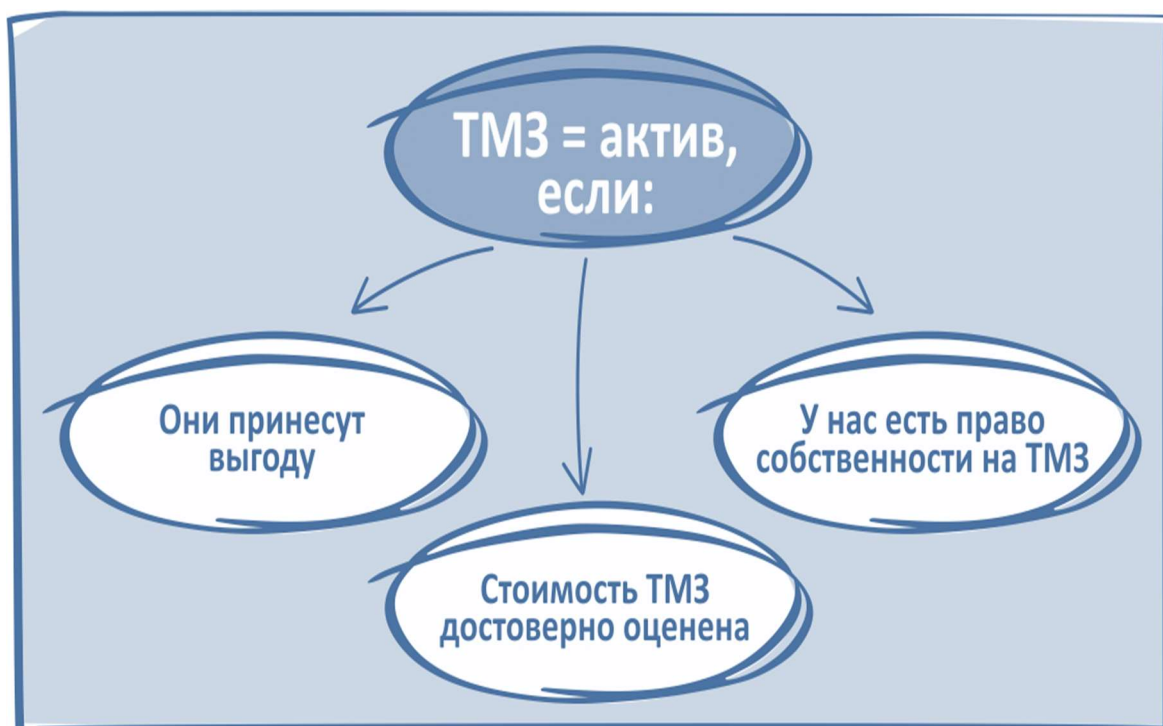 ТМЗ = актив,
если:
Они принесут
выгоду
У нас есть право
собственности на ТМЗ
Стоимость ТМЗ
достоверно оценена